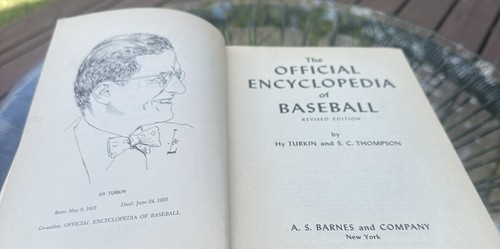 HY TURKIN
Born: May 9, 1915 Died: June 24, 1955
Co-author, OFFICIAL ENCYCLOPEDIA OF BASEBALL
The
OFFICIAL
ENCYCLOPEDIA
of
BASEBALL
REVISED EDITION
by
Hy TURKIN and S. C. THOMPSON
A. S. BARNES and COMPANY
New York